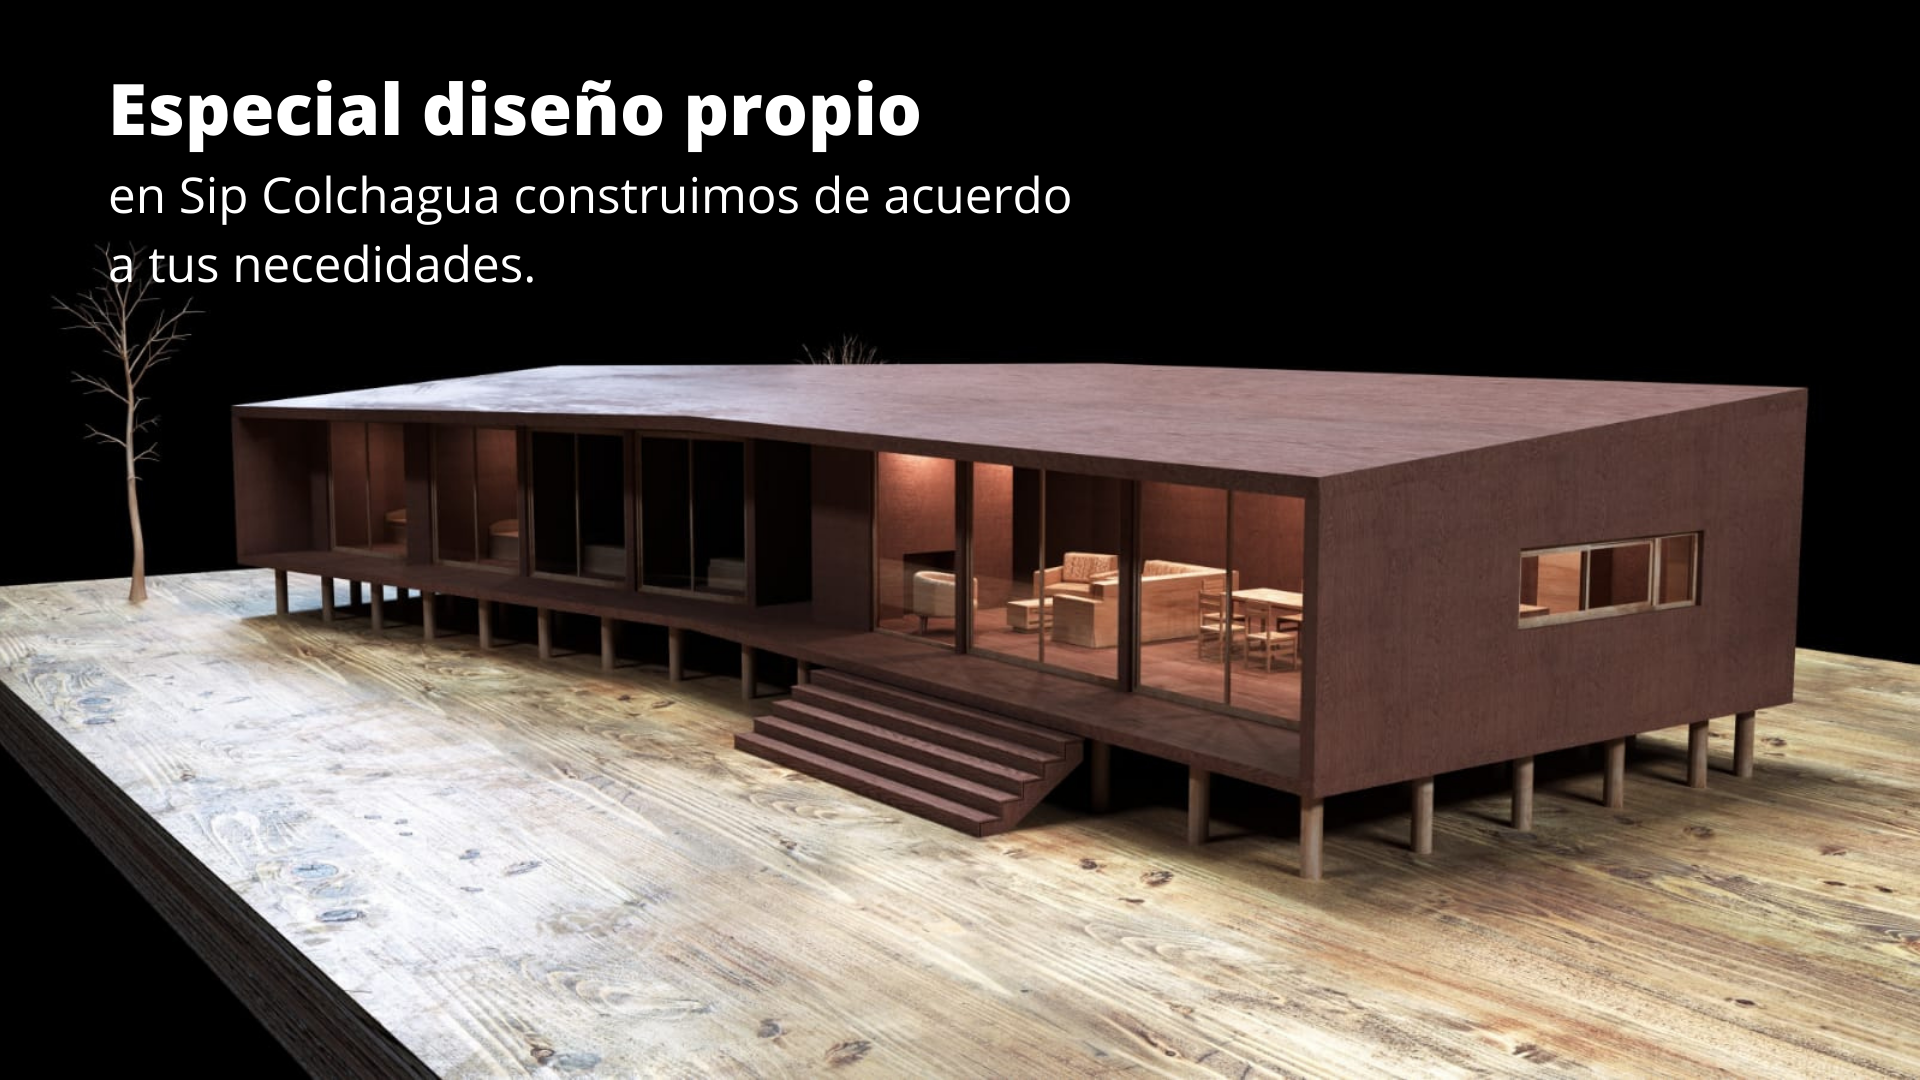 Especial diseño propio
en Sip Colchagua construimos de acuerdo
a tus necedidades.